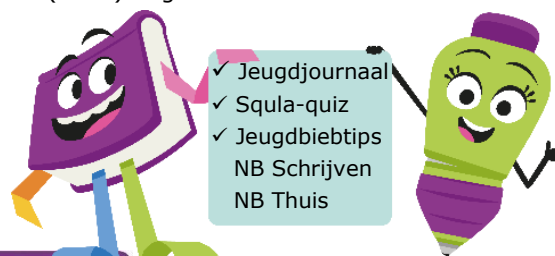 ✓ Jeugdjournaal
✓ Squla-quiz
✓ Jeugdbiebtips
NB Schrijven
NB Thuis